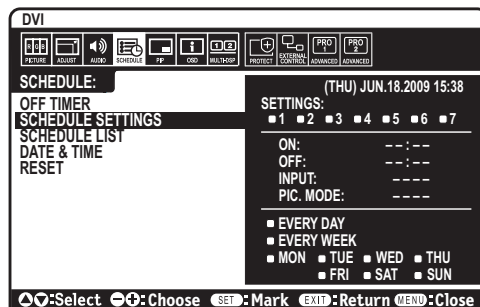 DVI
RGB
PICTURE ADJUST AUDIO SCHEDULE PIP OSD MULTI-DSP PROTECT EXTERNAL CONTROL PRO 1 ADVANCED PRO 2 ADVANCED
SCHEDULE:
OFF TIMER
SCHEDULE SETTINGS
SCHEDULE LIST
DATE & TIME
RESET
(THU) JUN.18.2009 15:38
SETTINGS:
1 2 3 4 5 6 7
ON: --:--
OFF: --:--
INPUT: ----
PIC. MODE: ----
EVERY DAY
EVERY WEEK
MON TUE WED THU
FRI SAT SUN
:Select :Choose SET:Mark EXIT:Return MENU:Close